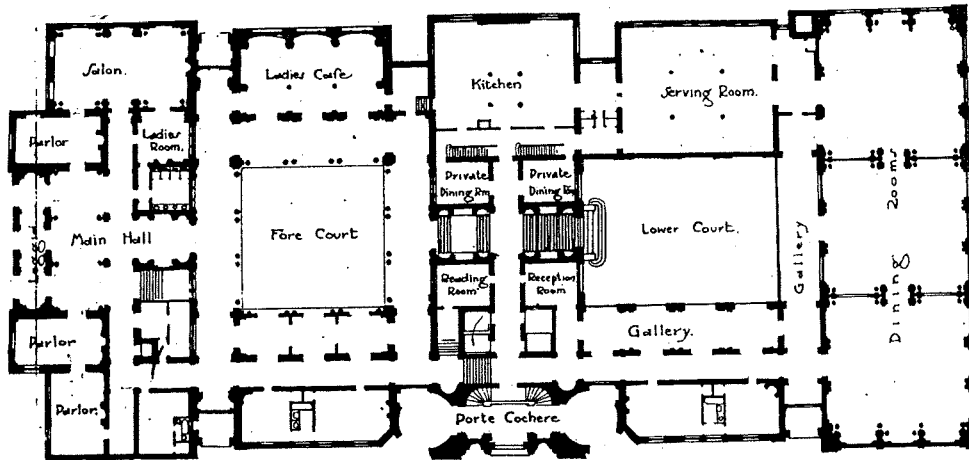 Salon.
Ladies Cafe
Kitchen
Serving Room.
Parlor
Ladies
Room.
Private
Dining Rm
Private
Dining Rm
Dining Rooms
Main Hall
Loggia
Fore Court
Lower Court.
Gallery
Reading
Room
Reception
Room
Parlor
Gallery.
Parlor.
Porte Cochere